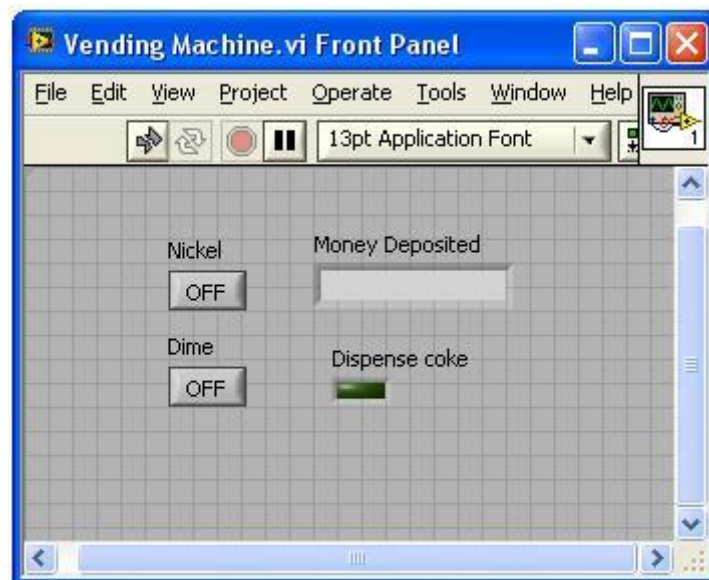 Vending Machine.vi Front Panel
File Edit View Project Operate Tools Window Help
13pt Application Font
1
Nickel
Money Deposited
OFF
Dime
Dispense coke
OFF